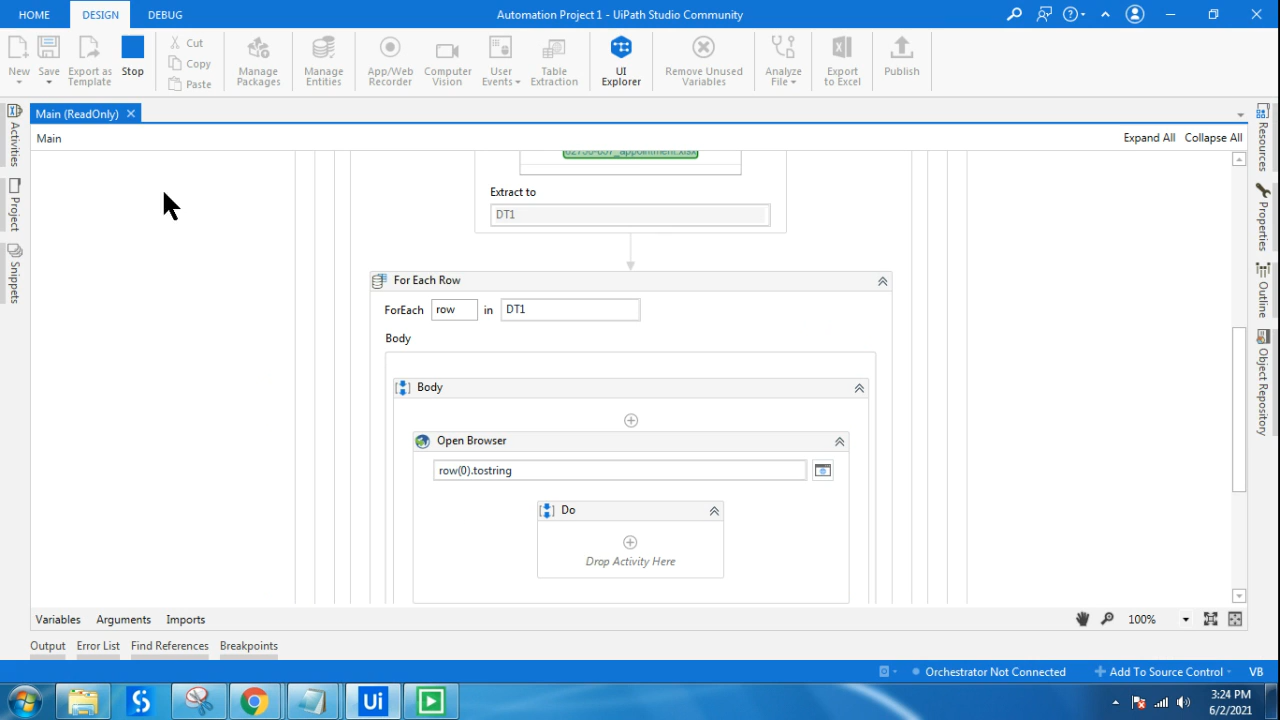 HOME DESIGN DEBUG Automation Project 1 - UiPath Studio Community
New Save Export as Template Stop Cut Copy Paste Manage Packages Manage Entities App/Web Recorder Computer Vision User Events Table Extraction UI Explorer Remove Unused Variables Analyze File Export to Excel Publish
Main (ReadOnly)
Main Expand All Collapse All
Activities
Project
Snippets
Resources
Properties
Outline
Object Repository
Extract to
DT1
For Each Row
ForEach row in DT1
Body
Body
Open Browser
row(0).tostring
Do
Drop Activity Here
Variables Arguments Imports 100%
Output Error List Find References Breakpoints
Orchestrator Not Connected Add To Source Control VB
Ui 3:24 PM
6/2/2021